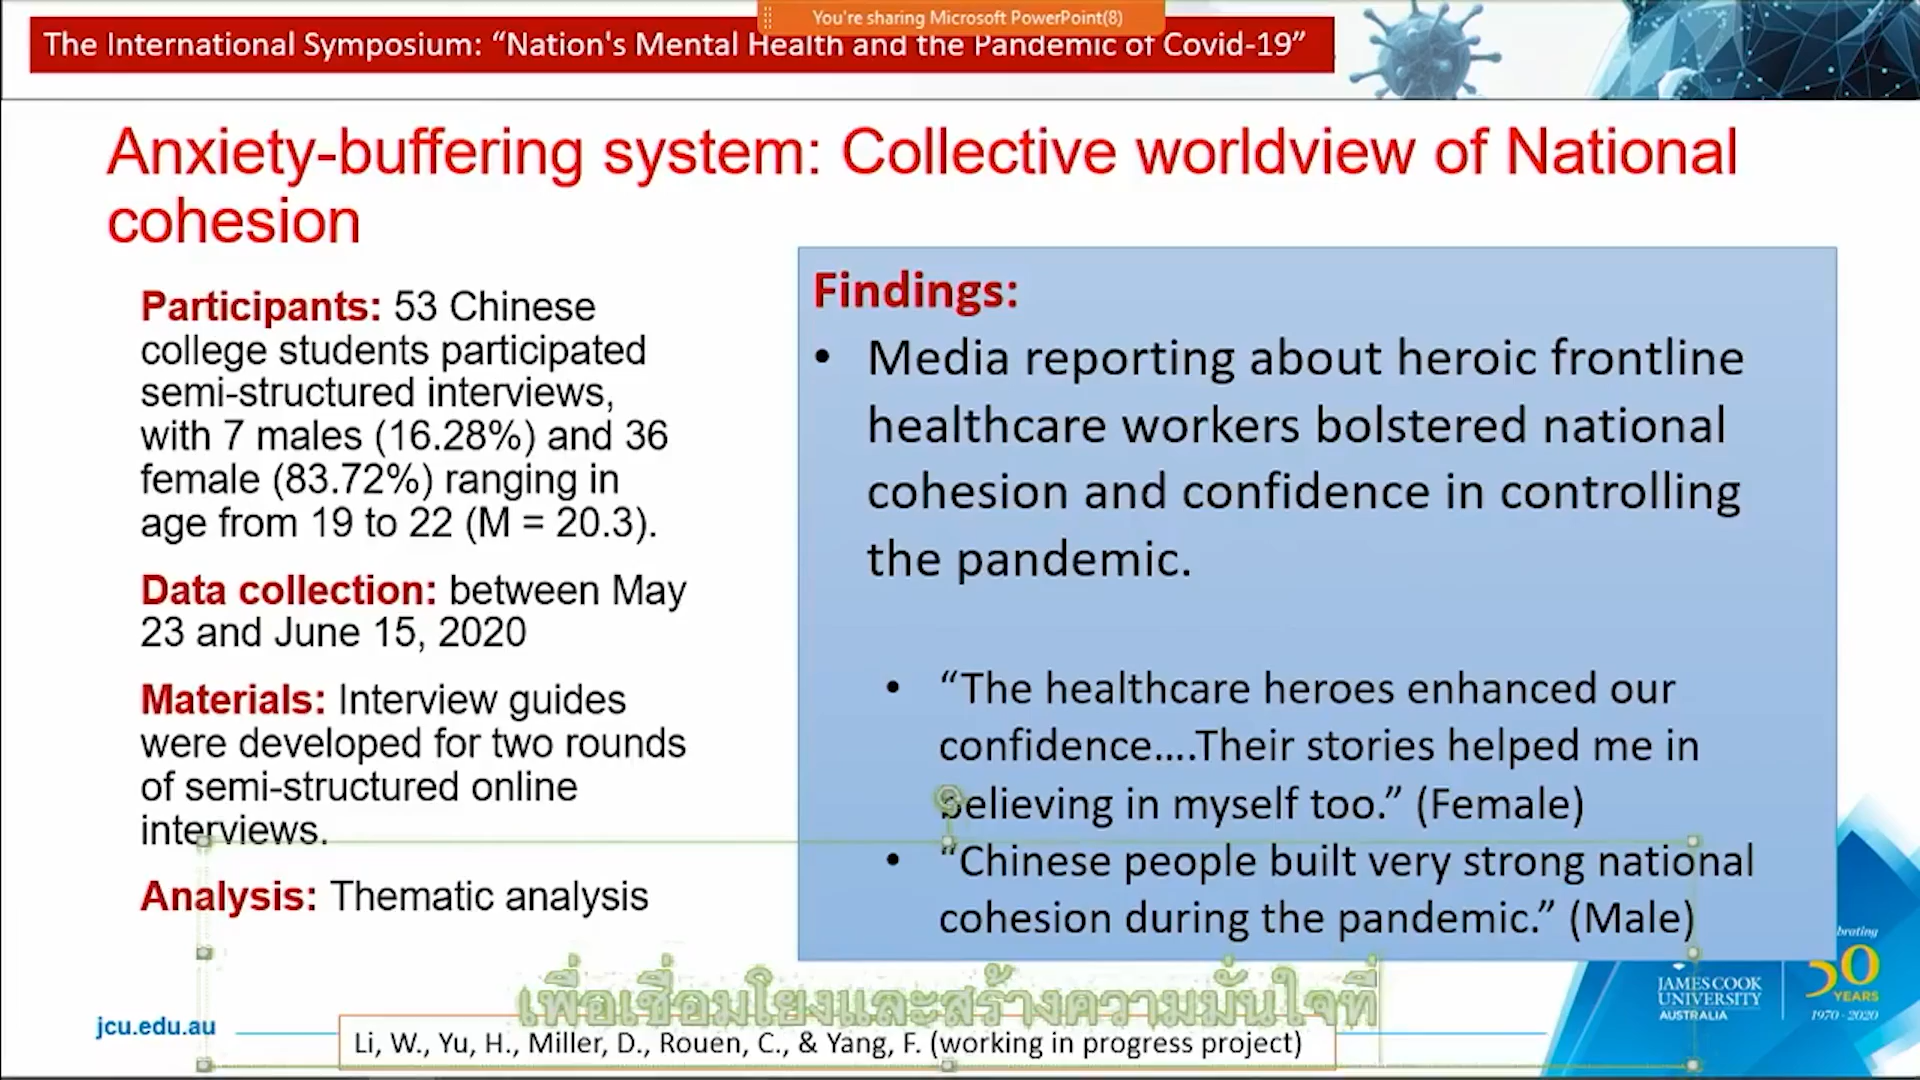 You're sharing Microsoft PowerPoint(8)
The International Symposium: “Nation's Mental Health and the Pandemic of Covid-19”
Anxiety-buffering system: Collective worldview of National
cohesion
Participants: 53 Chinese
college students participated
semi-structured interviews,
with 7 males (16.28%) and 36
female (83.72%) ranging in
age from 19 to 22 (M = 20.3).
Data collection: between May
23 and June 15, 2020
Materials: Interview guides
were developed for two rounds
of semi-structured online
interviews.
Analysis: Thematic analysis
Findings:
• Media reporting about heroic frontline
healthcare workers bolstered national
cohesion and confidence in controlling
the pandemic.
• “The healthcare heroes enhanced our
confidence....Their stories helped me in
believing in myself too.” (Female)
• “Chinese people built very strong national
cohesion during the pandemic.” (Male)
เพื่อเชื่อมโยงและสร้างความมั่นใจที่
jcu.edu.au
Li, W., Yu, H., Miller, D., Rouen, C., & Yang, F. (working in progress project)
JAMES COOK
UNIVERSITY
AUSTRALIA
brating
50
YEARS
1970 - 2020